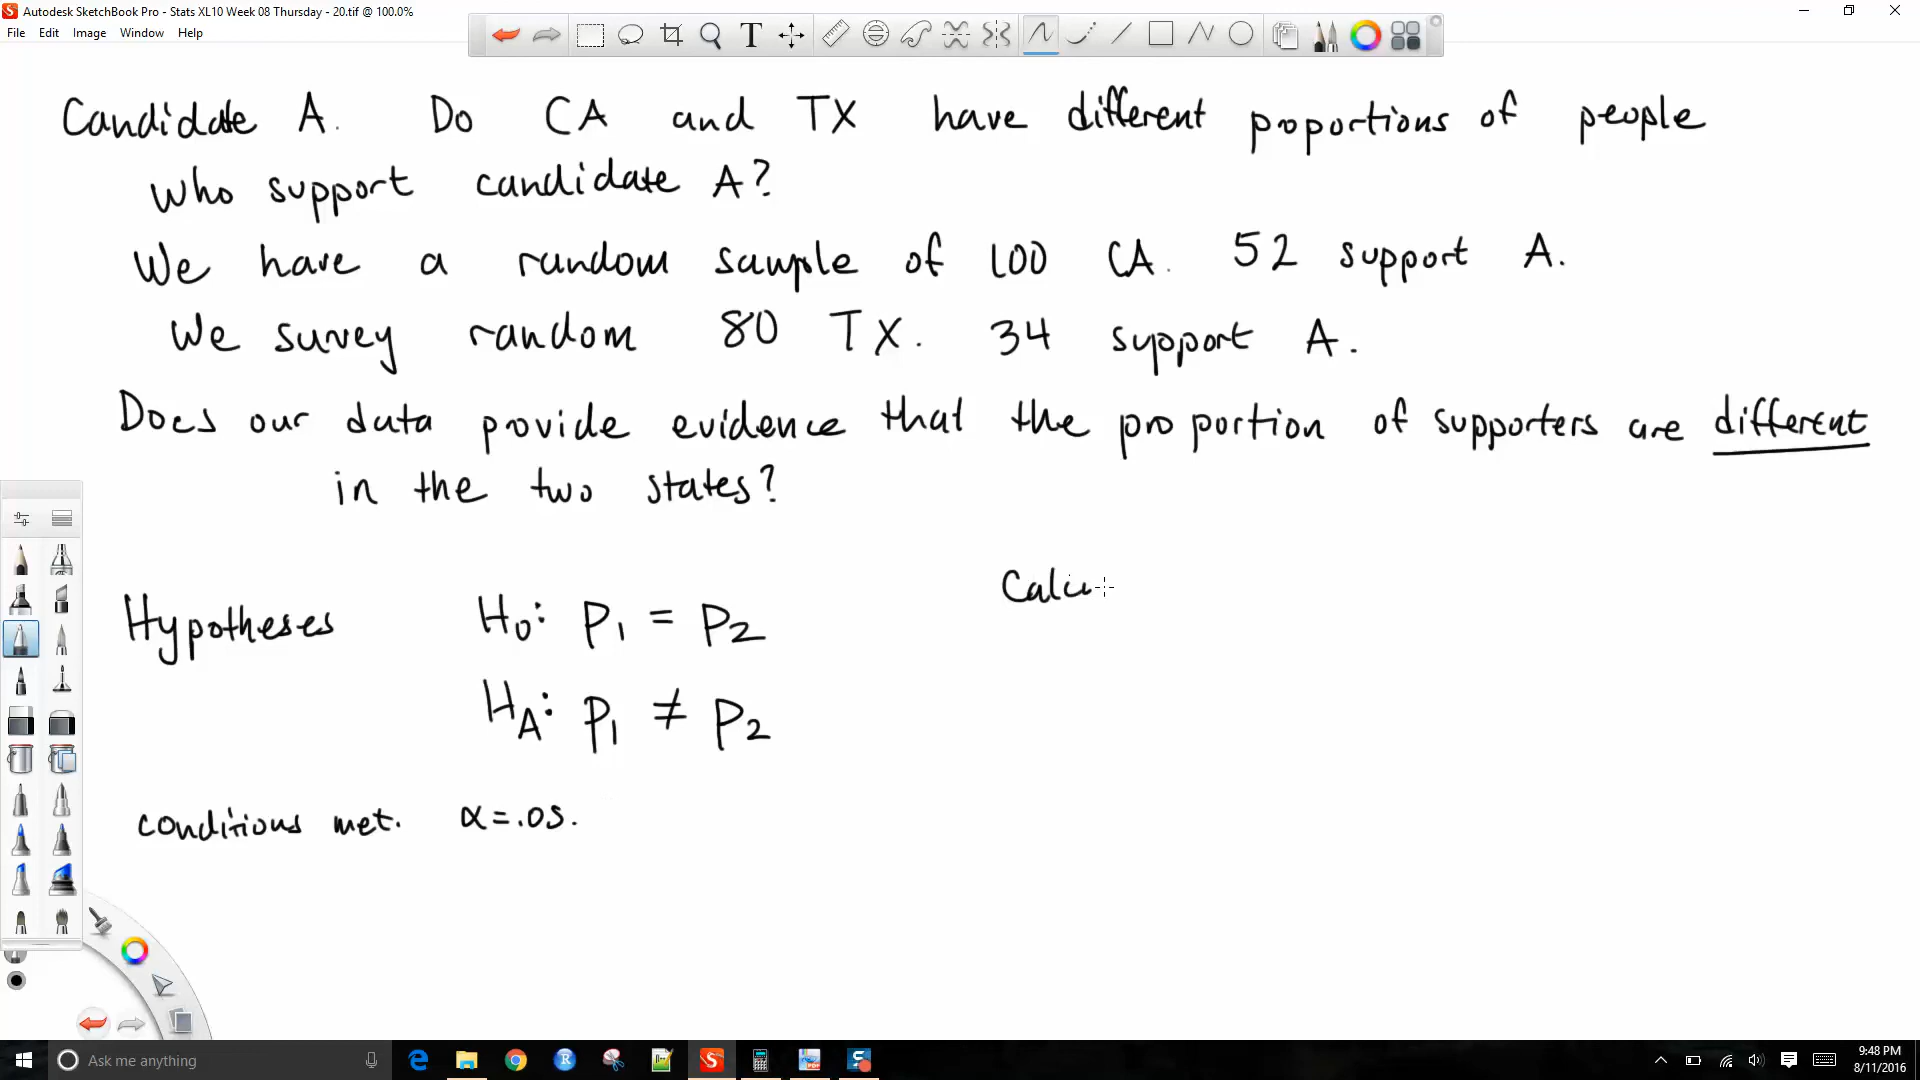 Autodesk SketchBook Pro - Stats XL10 Week 08 Thursday - 20.tif @ 100.0%
File Edit Image Window Help
Candidate A. Do CA and TX have different proportions of people
who support candidate A?
We have a random sample of 100 CA. 52 support A.
We survey random 80 TX. 34 support A.
Does our data provide evidence that the proportion of supporters are different
in the two states?
Calcu
Hypotheses H0: p1 = p2
HA: p1 ≠ p2
conditions met. α=.05.
Ask me anything
9:48 PM
8/11/2016